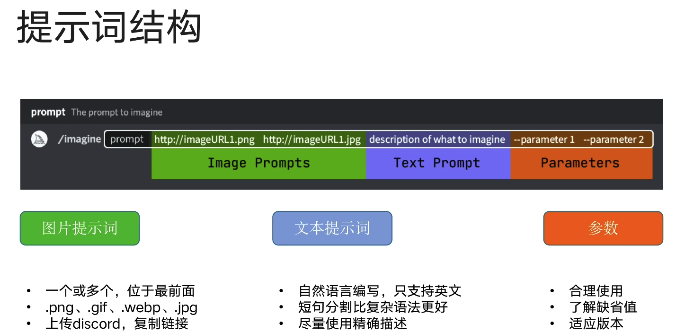 提示词结构
prompt The prompt to imagine
/imagine prompt http://imageURL1.png http://imageURL1.jpg description of what to imagine --parameter 1 --parameter 2
Image Prompts Text Prompt Parameters
图片提示词 文本提示词 参数
• 一个或多个，位于最前面
• .png、.gif、.webp、.jpg
• 上传discord，复制链接
• 自然语言编写，只支持英文
• 短句分割比复杂语法更好
• 尽量使用精确描述
• 合理使用
• 了解缺省值
• 适应版本